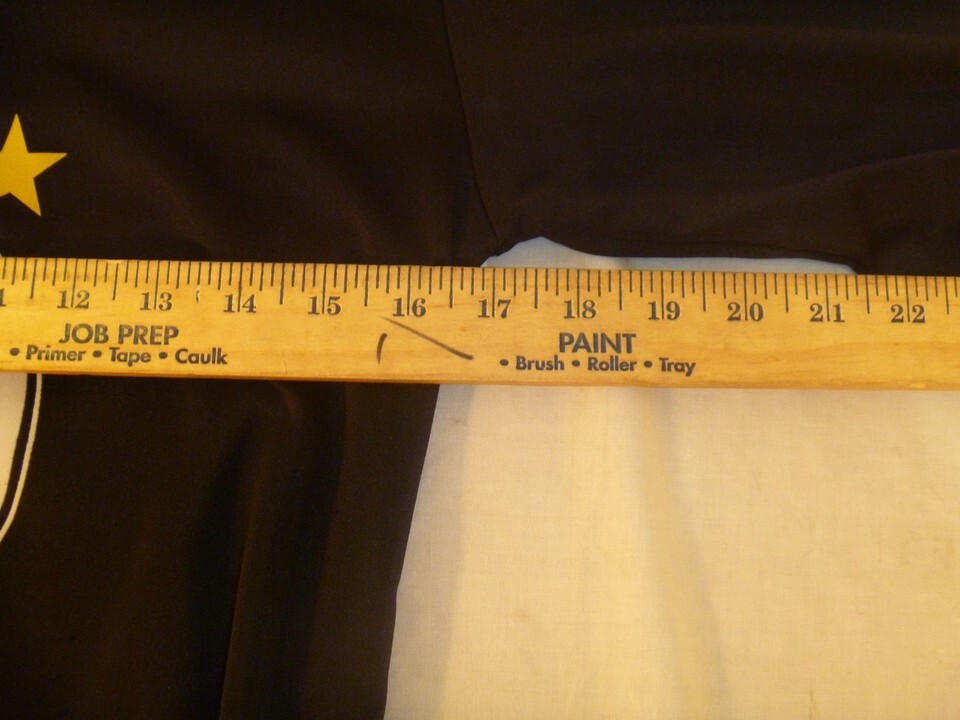 1 12 13 14 15 16 17 18 19 20 21 22
JOB PREP
• Primer • Tape • Caulk
PAINT
• Brush • Roller • Tray